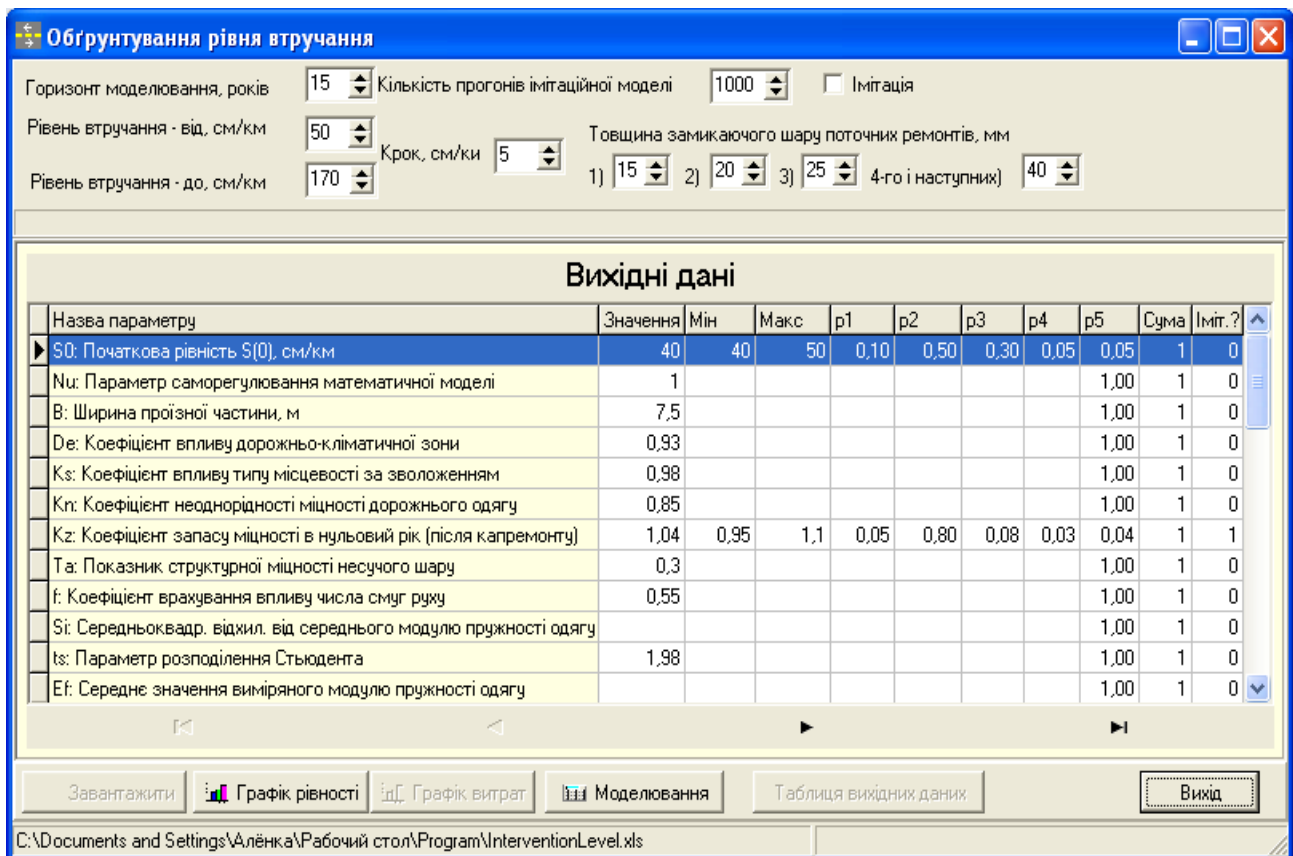 Обґрунтування рівня втручання
Горизонт моделювання, років 15 Кількість прогонів імітаційної моделі 1000 Імітація
Рівень втручання - від, см/км 50
Крок, см/ки 5 Товщина замикаючого шару поточних ремонтів, мм
Рівень втручання - до, см/км 170 1) 15 2) 20 3) 25 4-го і наступних) 40
Вихідні дані
Назва параметру Значення Мін Макс p1 p2 p3 p4 p5 Сума Іміт.?
S0: Початкова рівність S(0), см/км 40 40 50 0,10 0,50 0,30 0,05 0,05 1 0
Nu: Параметр саморегулювання математичної моделі 1 1,00 1 0
B: Ширина проїзної частини, м 7,5 1,00 1 0
De: Коефіцієнт впливу дорожньо-кліматичної зони 0,93 1,00 1 0
Ks: Коефіцієнт впливу типу місцевості за зволоженням 0,98 1,00 1 0
Kn: Коефіцієнт неоднорідності міцності дорожнього одягу 0,85 1,00 1 0
Kz: Коефіцієнт запасу міцності в нульовий рік (після капремонту) 1,04 0,95 1,1 0,05 0,80 0,08 0,03 0,04 1 1
Ta: Показник структурної міцності несучого шару 0,3 1,00 1 0
f: Коефіцієнт врахування впливу числа смуг руху 0,55 1,00 1 0
Si: Середньоквадр. відхил. від середнього модулю пружності одягу 1,00 1 0
ts: Параметр розподілення Стьюдента 1,98 1,00 1 0
Ef: Середнє значення виміряного модулю пружності одягу 1,00 1 0
Завантажити Графік рівності Графік витрат Моделювання Таблиця вихідних даних Вихід
C:\Documents and Settings\Алёнка\Рабочий стол\Program\InterventionLevel.xls